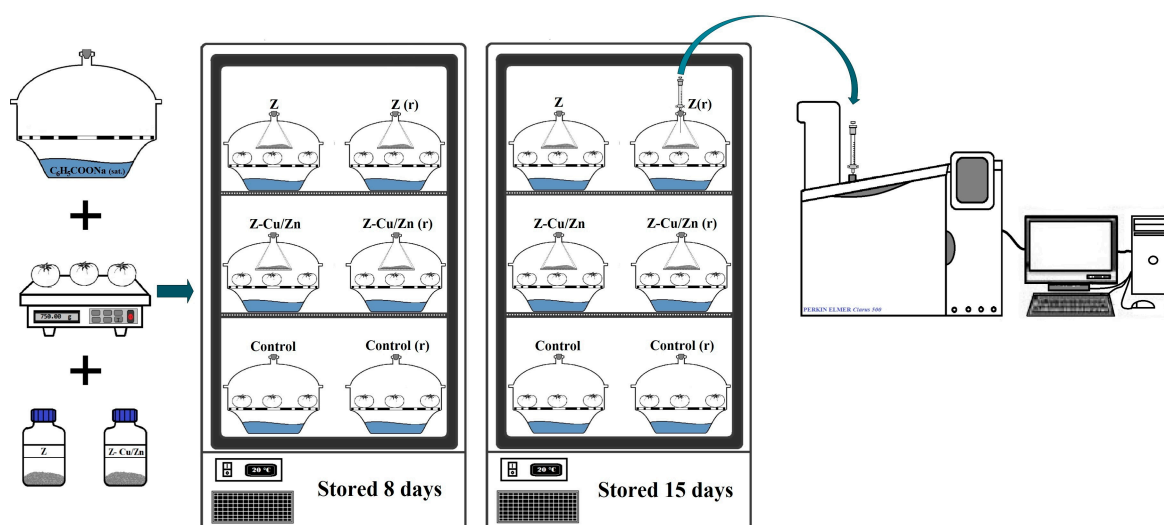 C₆H₅COONa (sat.)
750.00 g
Z
Z- Cu/Zn
Z
Z (r)
Z-Cu/Zn
Z-Cu/Zn (r)
Control
Control (r)
20 °C
Stored 8 days
Z
Z(r)
Z-Cu/Zn
Z-Cu/Zn (r)
Control
Control (r)
20 °C
Stored 15 days
PERKIN ELMER Clarus 500